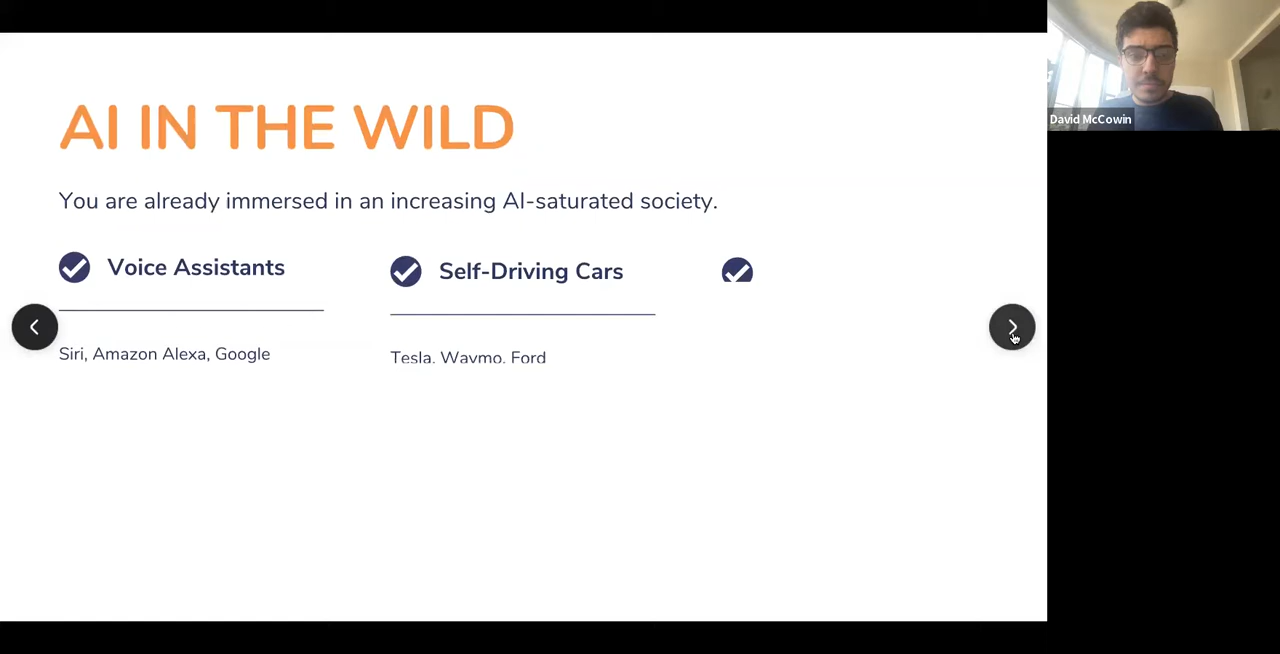 AI IN THE WILD
You are already immersed in an increasing AI-saturated society.
Voice Assistants
Self-Driving Cars
Siri, Amazon Alexa, Google
Tesla, Waymo, Ford
David McCowin